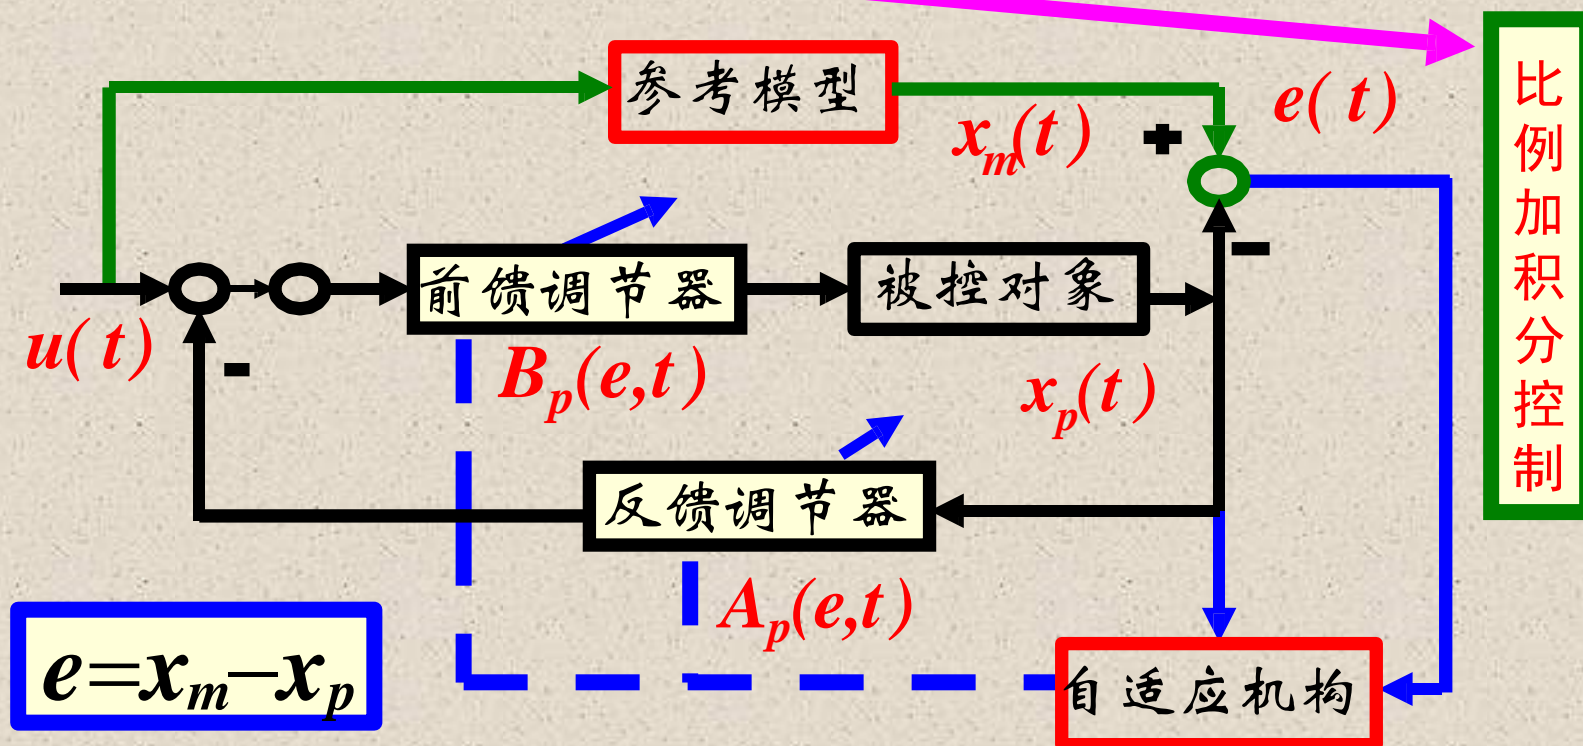 参考模型
x_m(t)
e(t)
+
-
前馈调节器
被控对象
u(t)
-
B_p(e,t)
x_p(t)
反馈调节器
A_p(e,t)
e=x_m-x_p
自适应机构
比例加积分控制